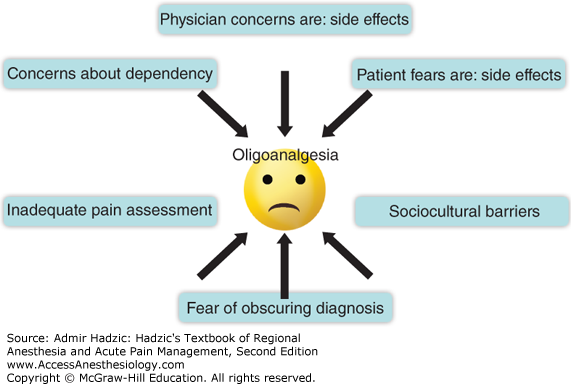 Physician concerns are: side effects
Concerns about dependency
Patient fears are: side effects
Oligoanalgesia
Inadequate pain assessment
Sociocultural barriers
Fear of obscuring diagnosis
Source: Admir Hadzic: Hadzic's Textbook of Regional
Anesthesia and Acute Pain Management, Second Edition
www.AccessAnesthesiology.com
Copyright © McGraw-Hill Education. All rights reserved.